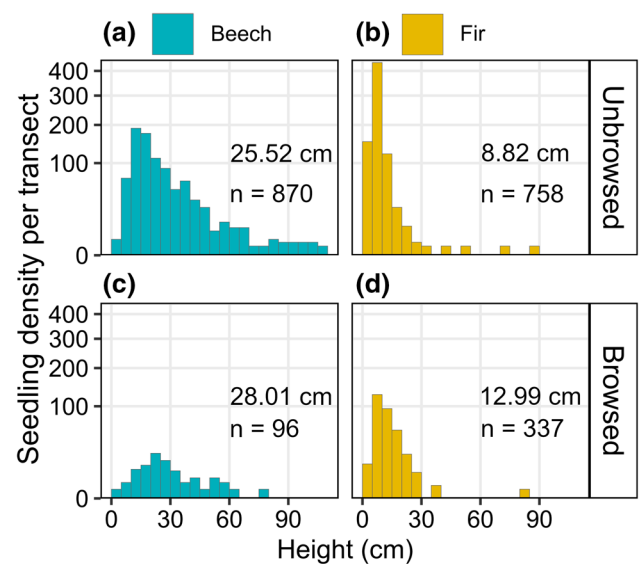 (a) Beech (b) Fir
Seedling density per transect
400
300
200
100
0
25.52 cm
n = 870
8.82 cm
n = 758
Unbrowsed
(c) (d)
400
300
200
100
0
28.01 cm
n = 96
12.99 cm
n = 337
Browsed
0 30 60 90 0 30 60 90
Height (cm)